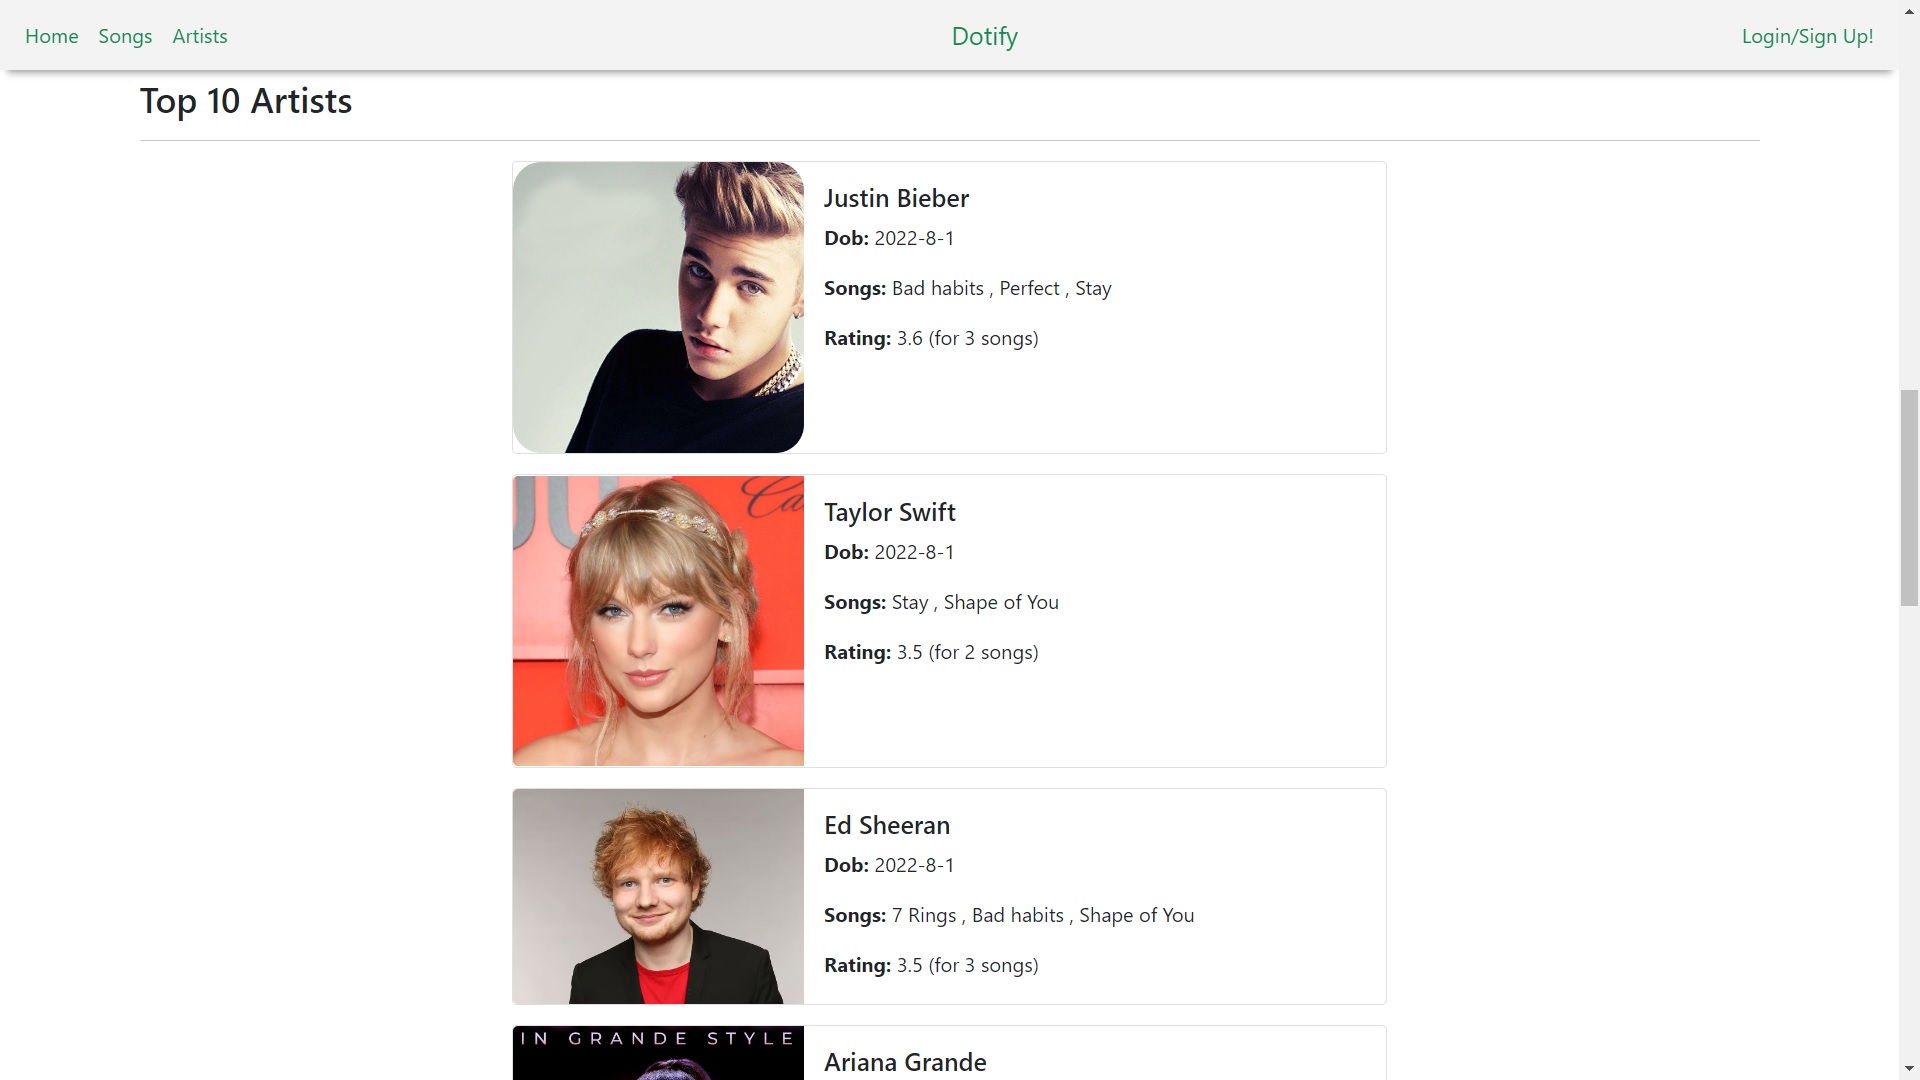 Home Songs Artists Dotify Login/Sign Up!
Top 10 Artists
Justin Bieber
Dob: 2022-8-1
Songs: Bad habits , Perfect , Stay
Rating: 3.6 (for 3 songs)
Ca
Taylor Swift
Dob: 2022-8-1
Songs: Stay , Shape of You
Rating: 3.5 (for 2 songs)
Ed Sheeran
Dob: 2022-8-1
Songs: 7 Rings , Bad habits , Shape of You
Rating: 3.5 (for 3 songs)
IN GRANDE STYLE
Ariana Grande